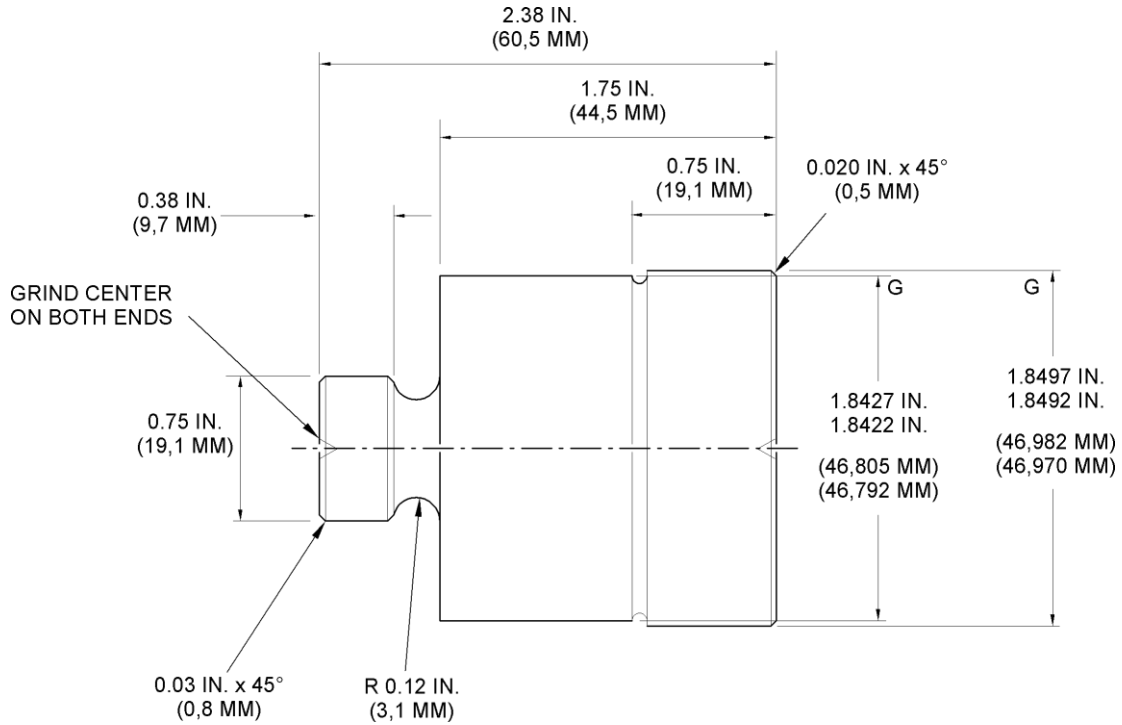 2.38 IN.
(60,5 MM)
1.75 IN.
(44,5 MM)
0.75 IN.
(19,1 MM)
0.020 IN. x 45°
(0,5 MM)
0.38 IN.
(9,7 MM)
GRIND CENTER
ON BOTH ENDS
G
G
0.75 IN.
(19,1 MM)
1.8427 IN.
1.8422 IN.
(46,805 MM)
(46,792 MM)
1.8497 IN.
1.8492 IN.
(46,982 MM)
(46,970 MM)
0.03 IN. x 45°
(0,8 MM)
R 0.12 IN.
(3,1 MM)